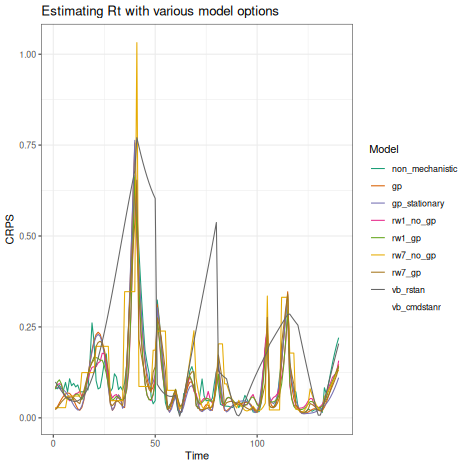 Estimating Rt with various model options
CRPS
1.00
0.75
0.50
0.25
0.00
0
50
100
Time
Model
non_mechanistic
gp
gp_stationary
rw1_no_gp
rw1_gp
rw7_no_gp
rw7_gp
vb_rstan
vb_cmdstanr